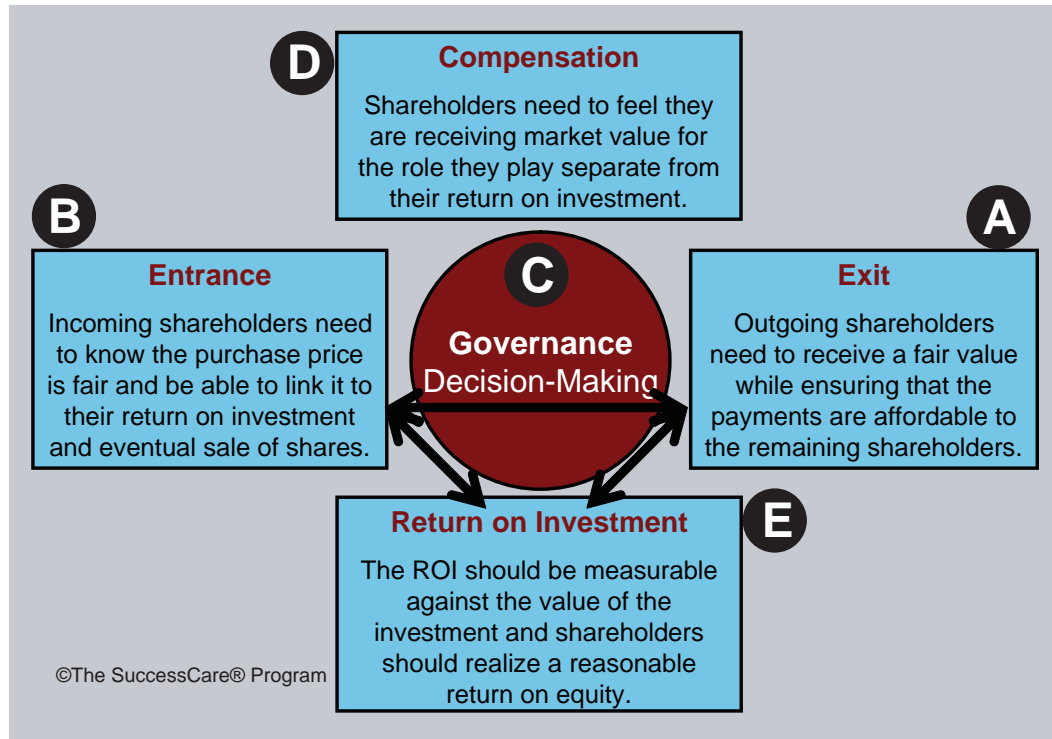 D
Compensation
Shareholders need to feel they
are receiving market value for
the role they play separate from
their return on investment.
B
Entrance
Incoming shareholders need
to know the purchase price
is fair and be able to link it to
their return on investment
and eventual sale of shares.
C
Governance
Decision-Making
A
Exit
Outgoing shareholders
need to receive a fair value
while ensuring that the
payments are affordable to
the remaining shareholders.
E
Return on Investment
The ROI should be measurable
against the value of the
investment and shareholders
should realize a reasonable
return on equity.
©The SuccessCare® Program